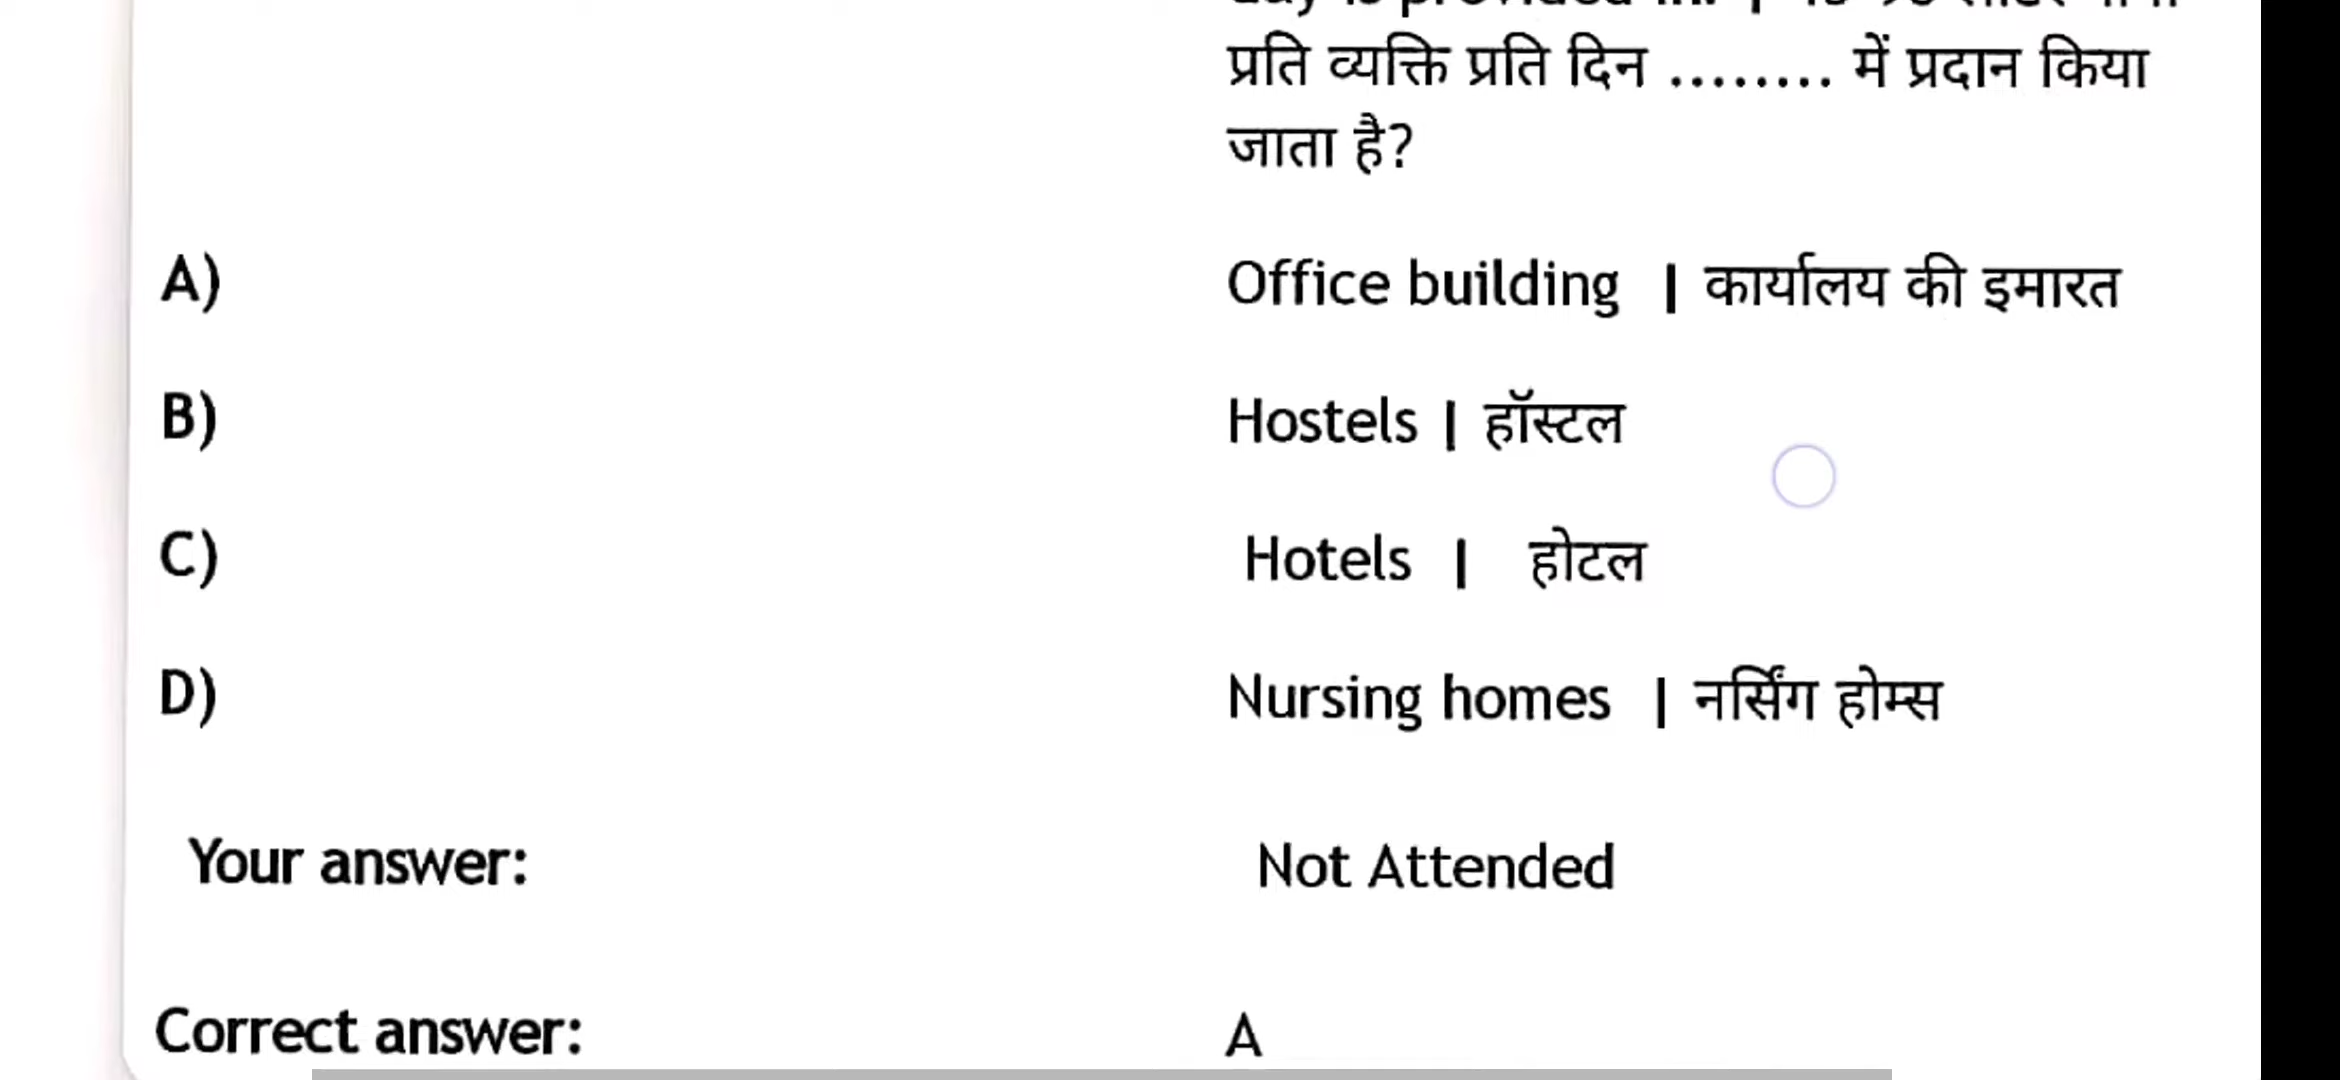 प्रति व्यक्ति प्रति दिन ........ में प्रदान किया
जाता है?
A) Office building | कार्यालय की इमारत
B) Hostels | हॉस्टल
C) Hotels | होटल
D) Nursing homes | नर्सिंग होम्स
Your answer: Not Attended
Correct answer: A